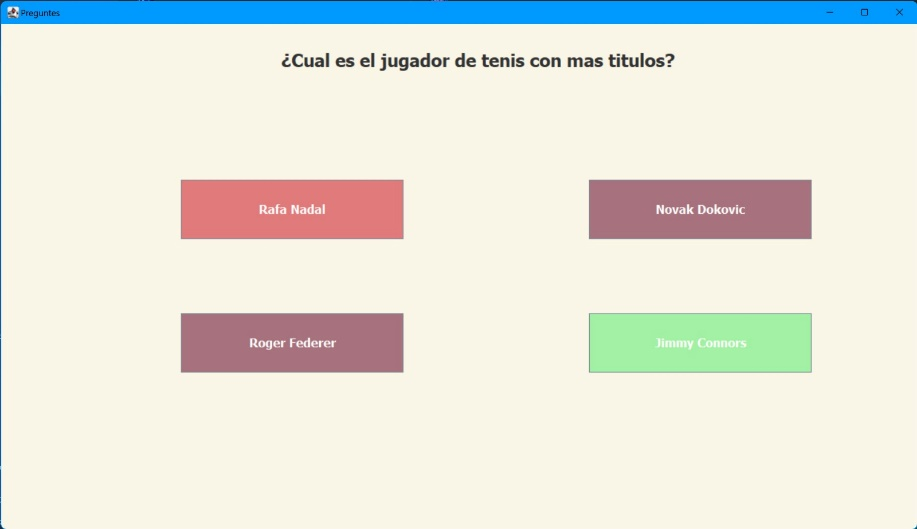 Preguntes
¿Cual es el jugador de tenis con mas titulos?
Rafa Nadal
Novak Dokovic
Roger Federer
Jimmy Connors